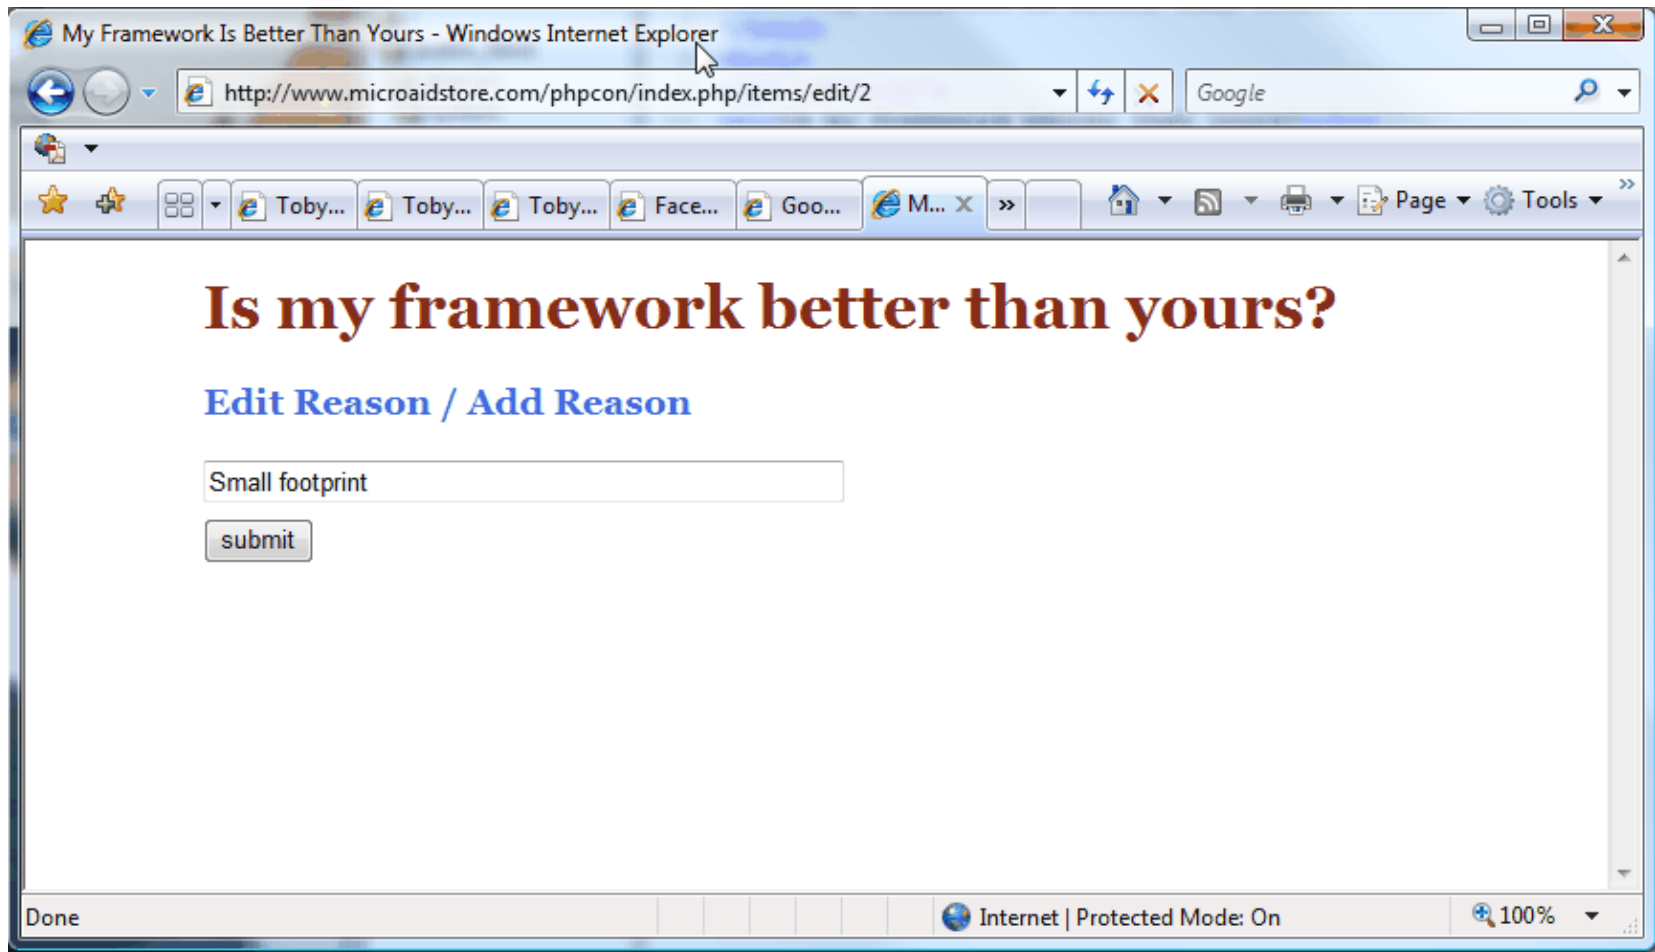 My Framework Is Better Than Yours - Windows Internet Explorer
http://www.microaidstore.com/phpcon/index.php/items/edit/2
Google
Toby... Toby... Toby... Face... Goo... M... Page Tools
Is my framework better than yours?
Edit Reason / Add Reason
Small footprint
submit
Done Internet | Protected Mode: On 100%